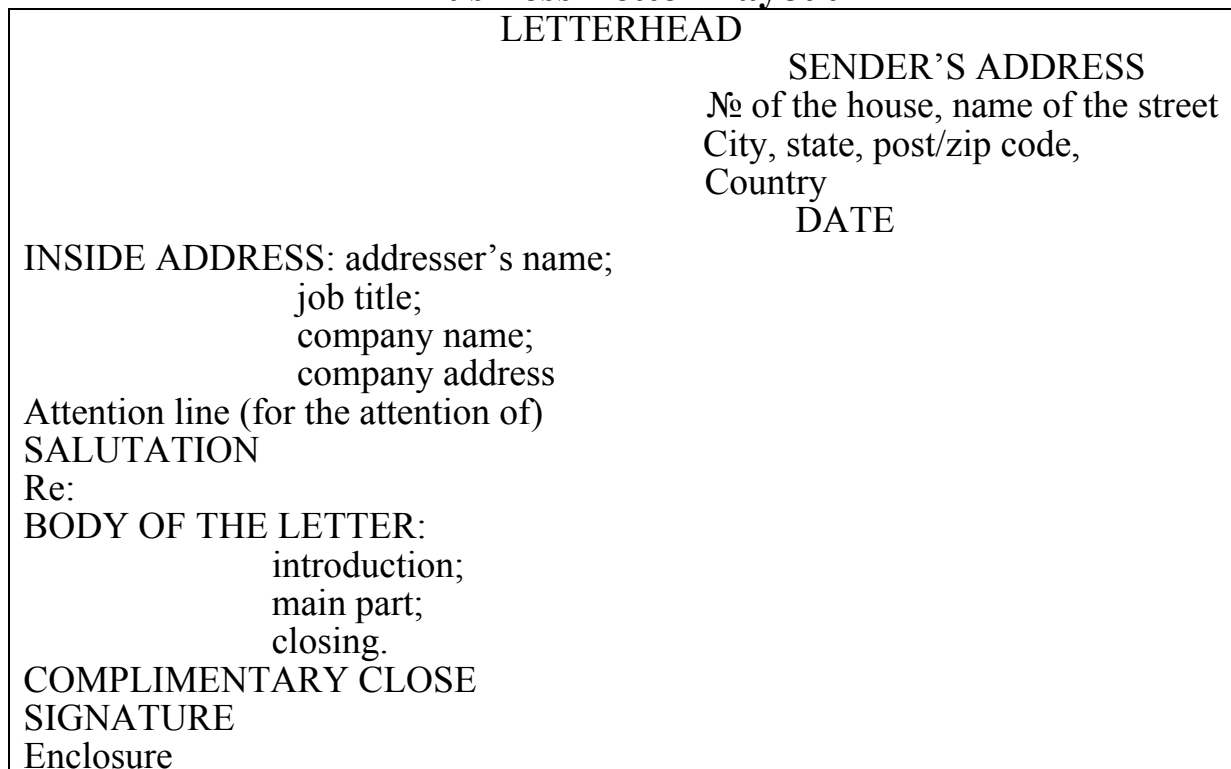 LETTERHEAD
SENDER’S ADDRESS
№ of the house, name of the street
City, state, post/zip code,
Country
DATE
INSIDE ADDRESS: addresser’s name;
job title;
company name;
company address
Attention line (for the attention of)
SALUTATION
Re:
BODY OF THE LETTER:
introduction;
main part;
closing.
COMPLIMENTARY CLOSE
SIGNATURE
Enclosure